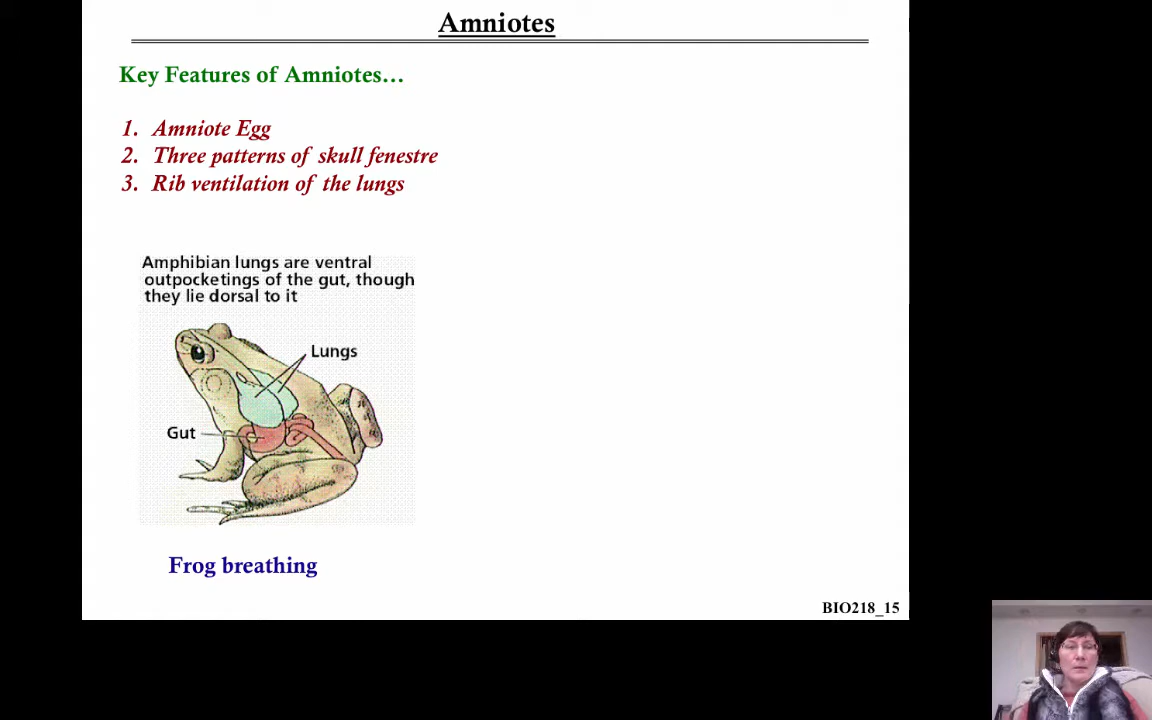 Amniotes
Key Features of Amniotes…
1. Amniote Egg
2. Three patterns of skull fenestre
3. Rib ventilation of the lungs
Amphibian lungs are ventral
outpocketings of the gut, though
they lie dorsal to it
Lungs
Gut
Frog breathing
BIO218_15